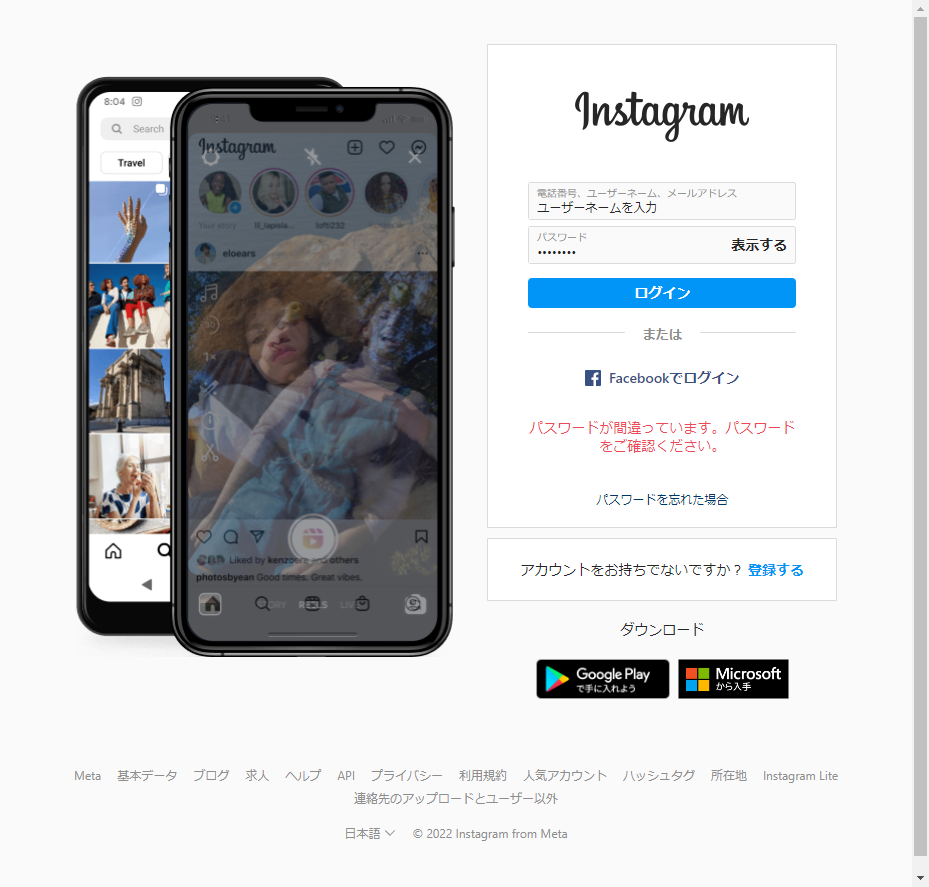 8:04
Search
Travel
Instagram
Your story
lil_lapisla...
lofti232
eloears
1x
Liked by kenzoere and others
photosbyean Good times. Great vibes.
REELS
LIV
Instagram
電話番号、ユーザーネーム、メールアドレス
ユーザーネームを入力
パスワード
••••••••
表示する
ログイン
または
Facebookでログイン
パスワードが間違っています。パスワード
をご確認ください。
パスワードを忘れた場合
アカウントをお持ちでないですか？ 登録する
ダウンロード
Google Play
で手に入れよう
Microsoft
から入手
Meta 基本データ ブログ 求人 ヘルプ API プライバシー 利用規約 人気アカウント ハッシュタグ 所在地 Instagram Lite
連絡先のアップロードとユーザー以外
日本語 © 2022 Instagram from Meta